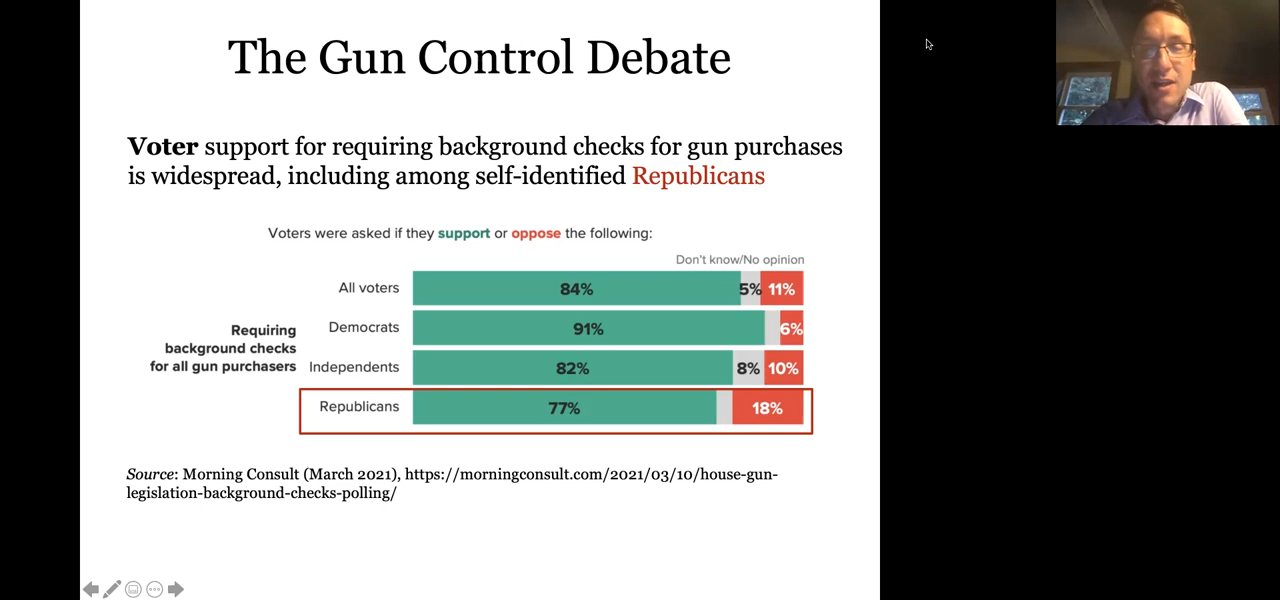 The Gun Control Debate
Voter support for requiring background checks for gun purchases
is widespread, including among self-identified Republicans
Voters were asked if they support or oppose the following:
Don't know/No opinion
All voters 84% 5% 11%
Democrats 91% 6%
Requiring
background checks
for all gun purchasers
Independents 82% 8% 10%
Republicans 77% 18%
Source: Morning Consult (March 2021), https://morningconsult.com/2021/03/10/house-gun-
legislation-background-checks-polling/